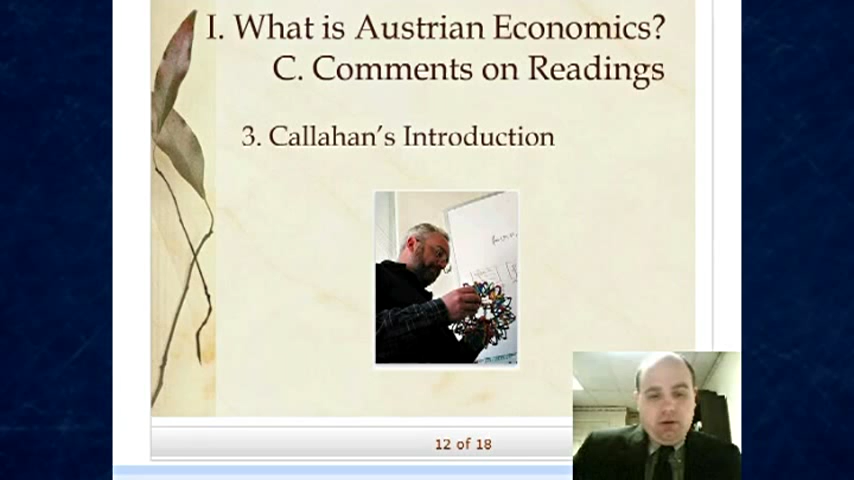 I. What is Austrian Economics?
C. Comments on Readings
3. Callahan's Introduction
12 of 18